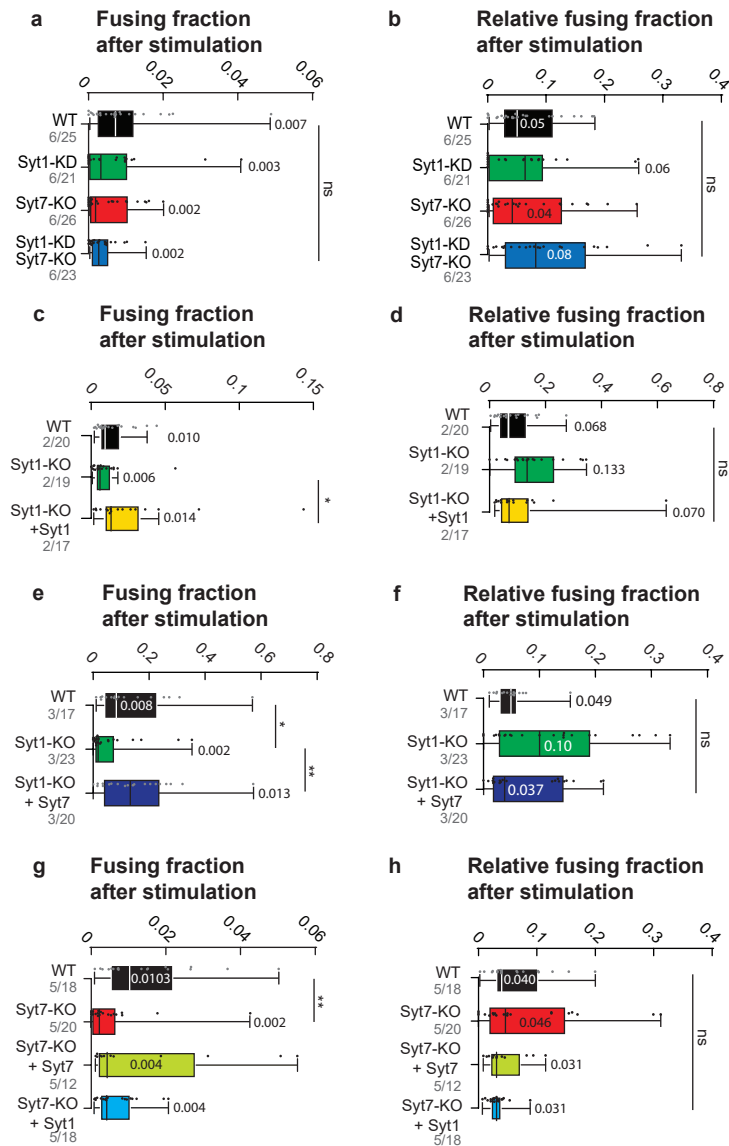 a Fusing fraction
after stimulation
0 0.02 0.04 0.06
WT
6/25
0.007
Syt1-KD
6/21
0.003
Syt7-KO
6/26
0.002
Syt1-KD
Syt7-KO
6/23
0.002
ns
b Relative fusing fraction
after stimulation
0 0.1 0.2 0.3 0.4
WT
6/25
0.05
Syt1-KD
6/21
0.06
Syt7-KO
6/26
0.04
Syt1-KD
Syt7-KO
6/23
0.08
ns
c Fusing fraction
after stimulation
0 0.05 0.1 0.15
WT
2/20
0.010
Syt1-KO
2/19
0.006
Syt1-KO
+Syt1
2/17
0.014
*
d Relative fusing fraction
after stimulation
0 0.2 0.4 0.6 0.8
WT
2/20
0.068
Syt1-KO
2/19
0.133
Syt1-KO
+Syt1
2/17
0.070
ns
e Fusing fraction
after stimulation
0 0.2 0.4 0.6 0.8
WT
3/17
0.008
Syt1-KO
3/23
0.002
Syt1-KO
+ Syt7
3/20
0.013
*
**
f Relative fusing fraction
after stimulation
0 0.1 0.2 0.3 0.4
WT
3/17
0.049
Syt1-KO
3/23
0.10
Syt1-KO
+ Syt7
3/20
0.037
ns
g Fusing fraction
after stimulation
0 0.02 0.04 0.06
WT
5/18
0.0103
Syt7-KO
5/20
0.002
Syt7-KO
+ Syt7
5/12
0.004
Syt7-KO
+ Syt1
5/18
0.004
**
h Relative fusing fraction
after stimulation
0 0.1 0.2 0.3 0.4
WT
5/18
0.040
Syt7-KO
5/20
0.046
Syt7-KO
+ Syt7
5/12
0.031
Syt7-KO
+ Syt1
5/18
0.031
ns